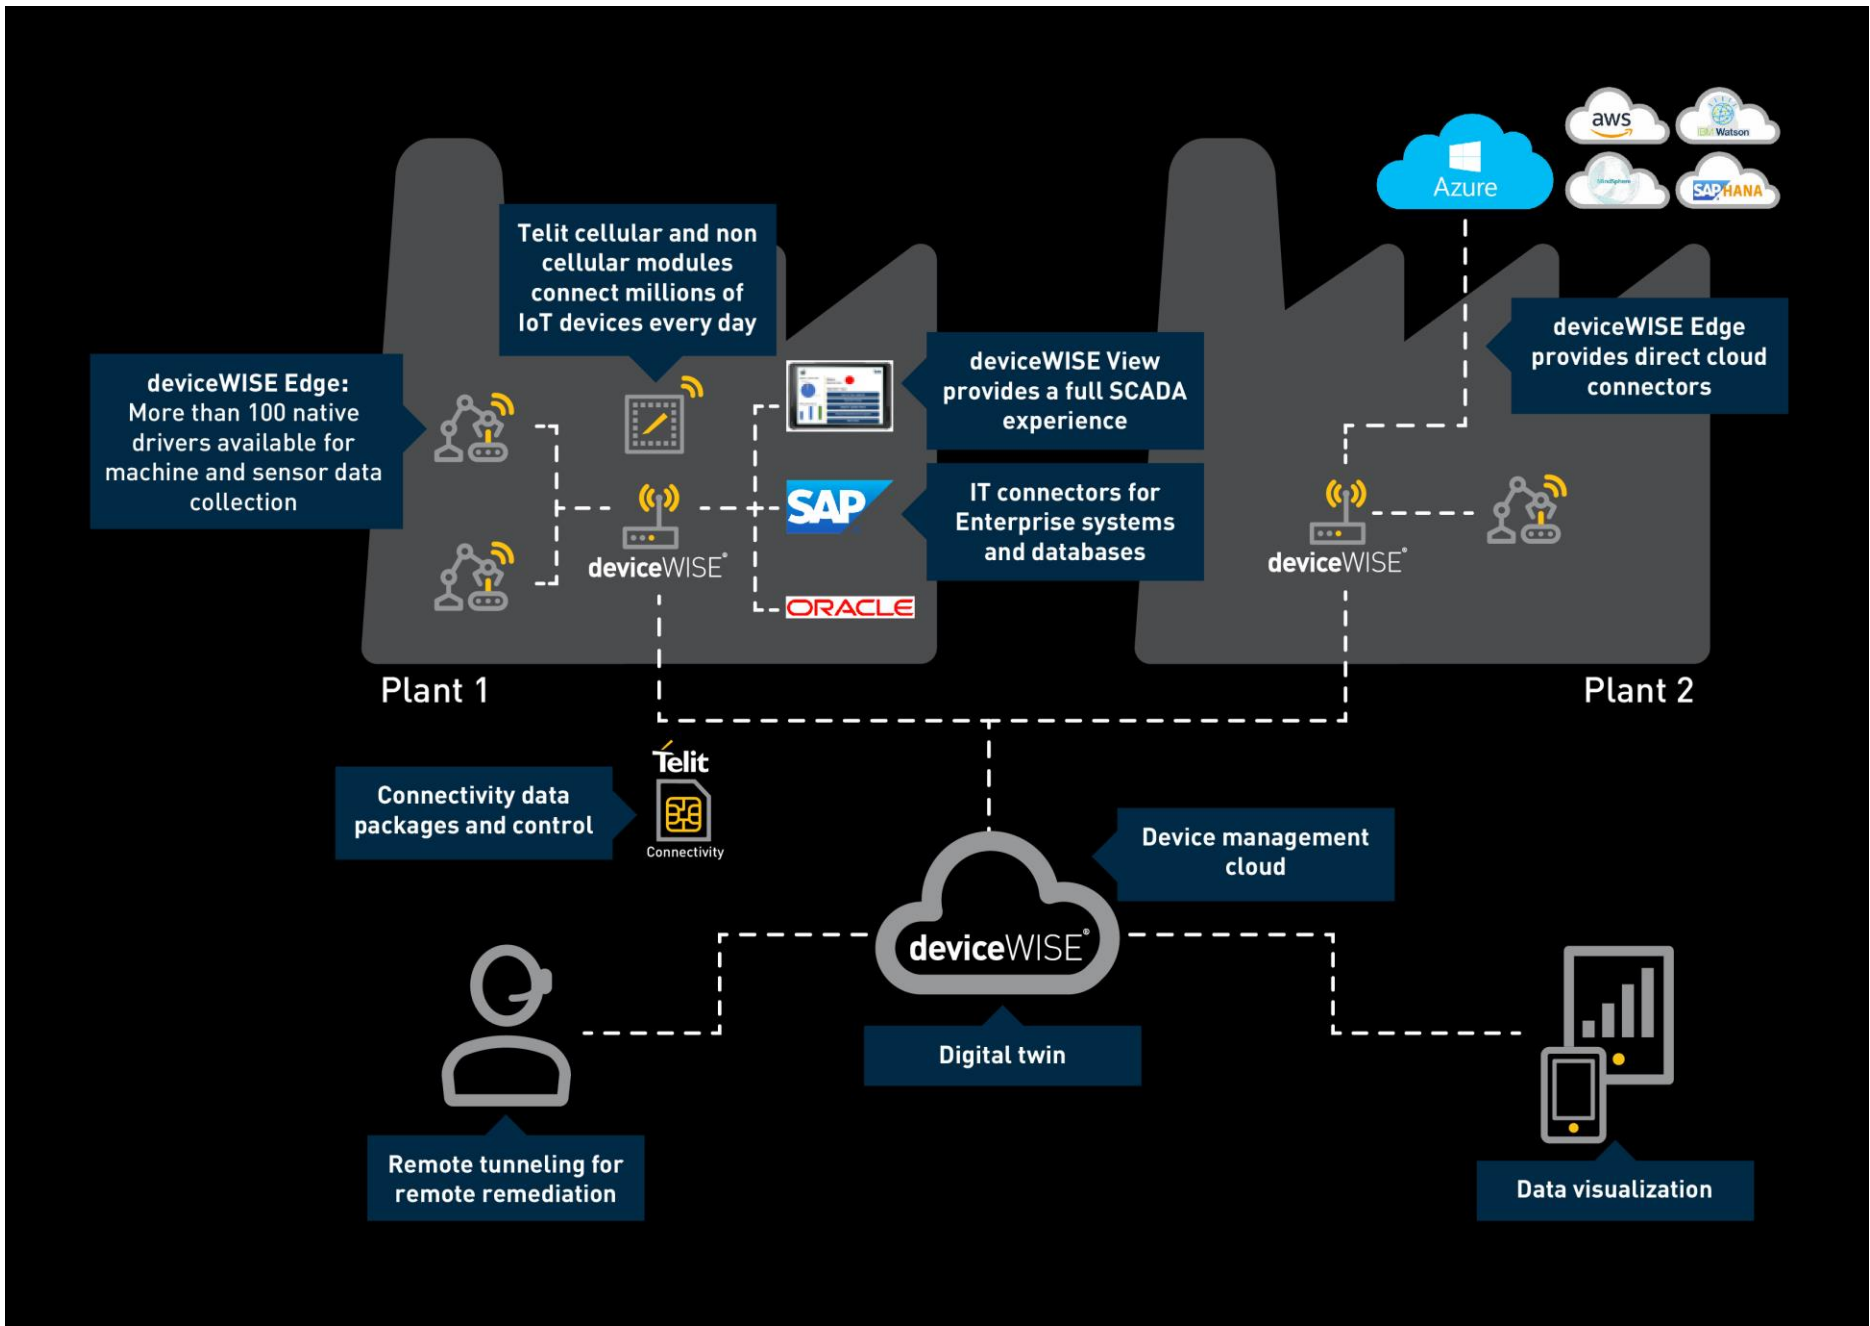 aws
IBM Watson
Azure
MindSphere
SAP HANA
Telit cellular and non
cellular modules
connect millions of
IoT devices every day
deviceWISE Edge:
More than 100 native
drivers available for
machine and sensor data
collection
deviceWISE View
provides a full SCADA
experience
deviceWISE Edge
provides direct cloud
connectors
SAP
IT connectors for
Enterprise systems
and databases
deviceWISE®
ORACLE
deviceWISE®
Plant 1
Plant 2
Telit
Connectivity
Connectivity data
packages and control
Device management
cloud
deviceWISE®
Digital twin
Remote tunneling for
remote remediation
Data visualization